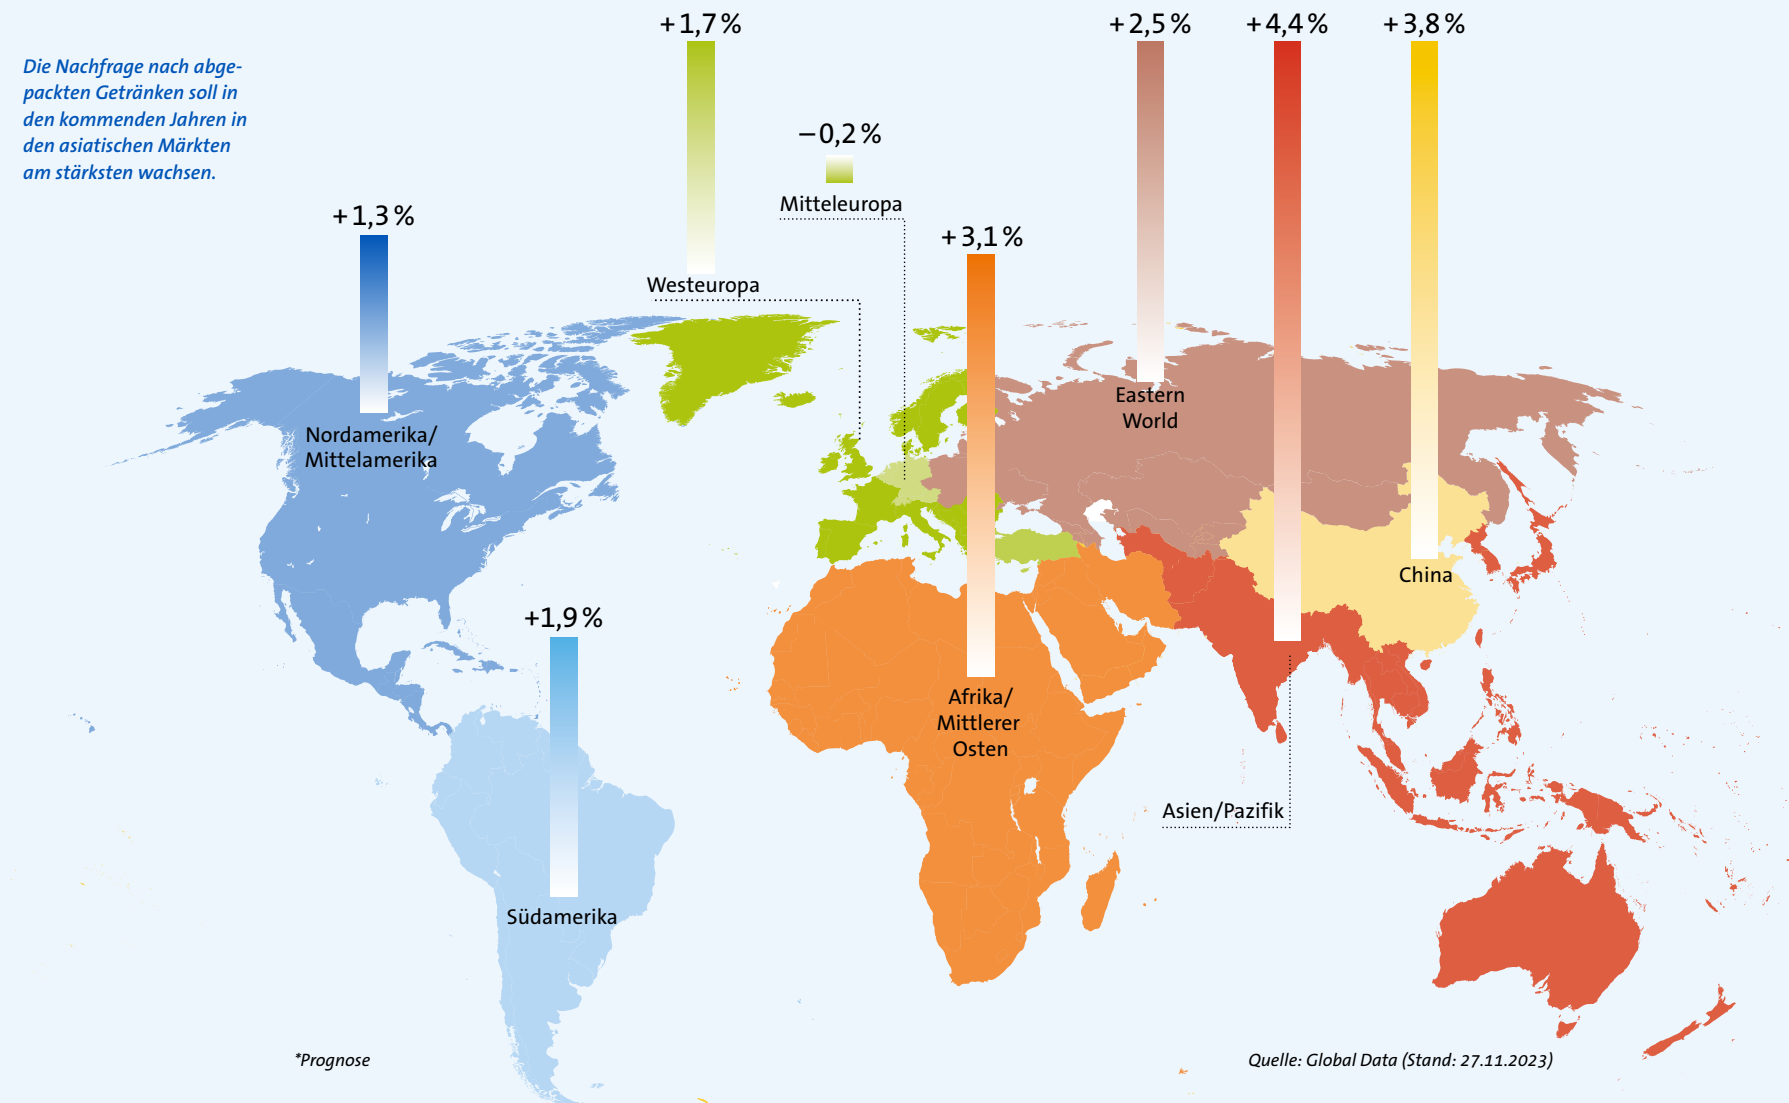 Die Nachfrage nach abge-
packten Getränken soll in
den kommenden Jahren in
den asiatischen Märkten
am stärksten wachsen.
+1,3 %
Nordamerika/
Mittelamerika
+1,9 %
Südamerika
+1,7 %
Westeuropa
−0,2 %
Mitteleuropa
+3,1 %
Afrika/
Mittlerer
Osten
+2,5 %
Eastern
World
+4,4 %
Asien/Pazifik
+3,8 %
China
*Prognose
Quelle: Global Data (Stand: 27.11.2023)